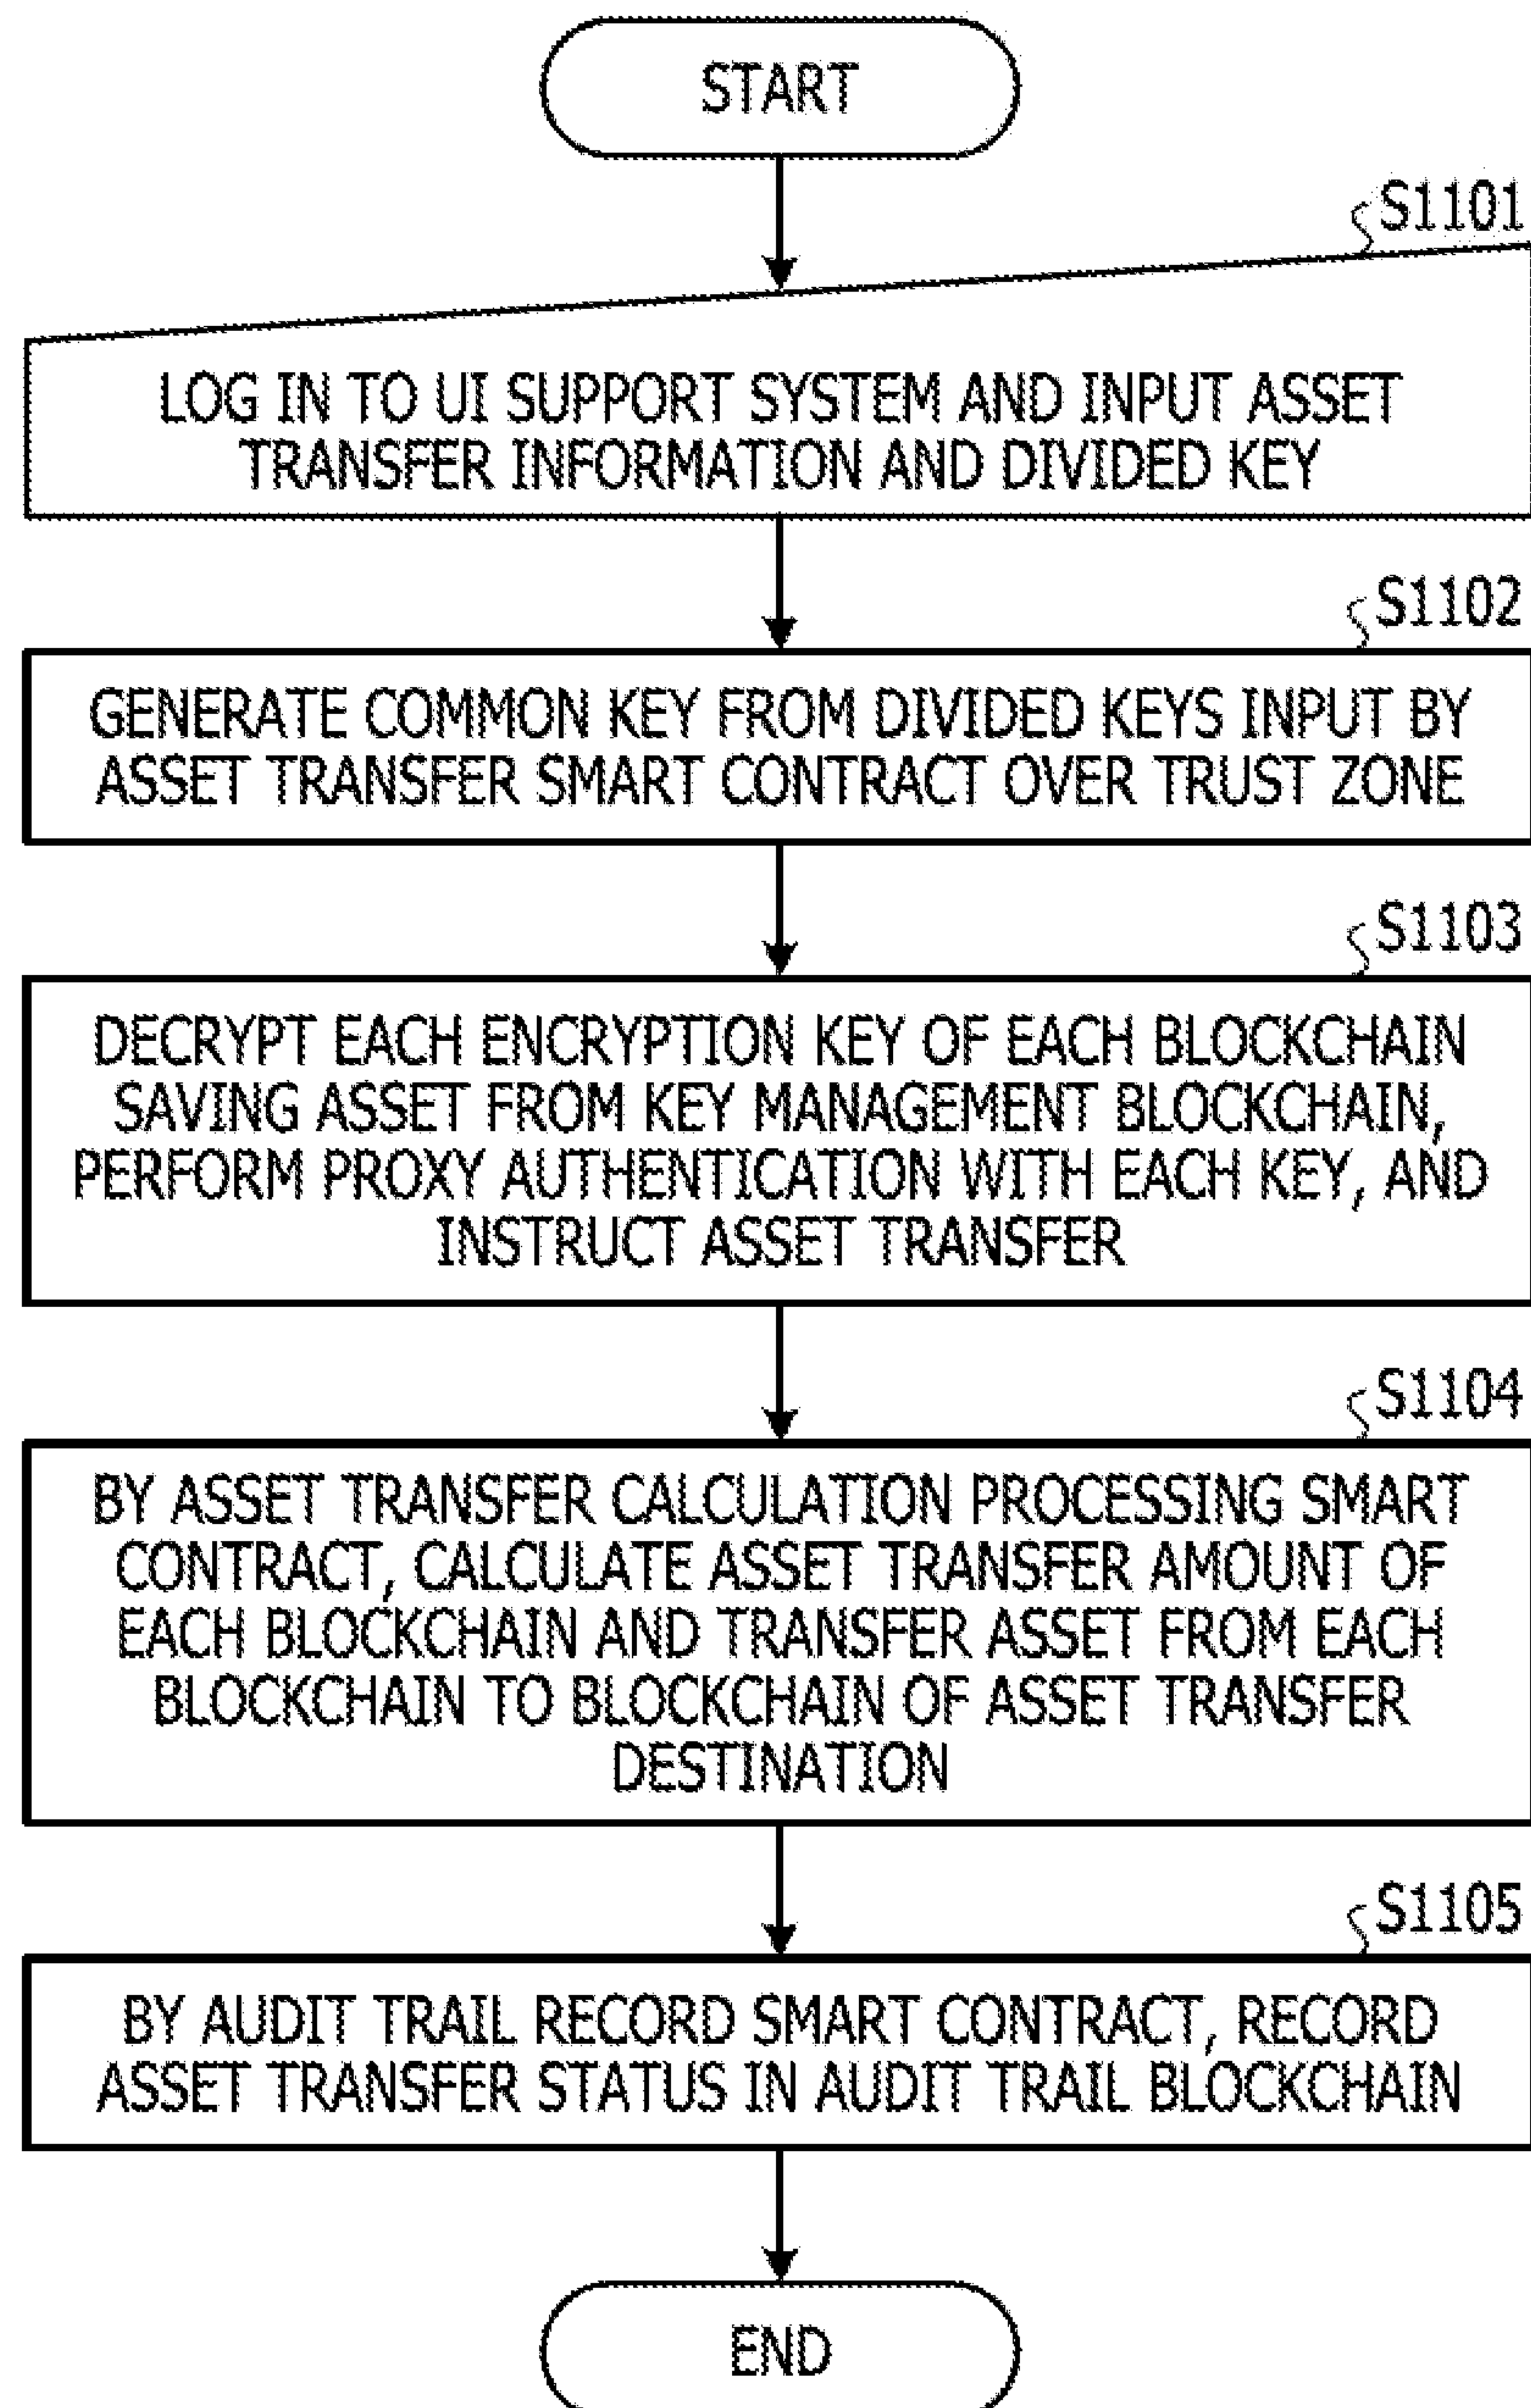 START
S1101
LOG IN TO UI SUPPORT SYSTEM AND INPUT ASSET
TRANSFER INFORMATION AND DIVIDED KEY
S1102
GENERATE COMMON KEY FROM DIVIDED KEYS INPUT BY
ASSET TRANSFER SMART CONTRACT OVER TRUST ZONE
S1103
DECRYPT EACH ENCRYPTION KEY OF EACH BLOCKCHAIN
SAVING ASSET FROM KEY MANAGEMENT BLOCKCHAIN,
PERFORM PROXY AUTHENTICATION WITH EACH KEY, AND
INSTRUCT ASSET TRANSFER
S1104
BY ASSET TRANSFER CALCULATION PROCESSING SMART
CONTRACT, CALCULATE ASSET TRANSFER AMOUNT OF
EACH BLOCKCHAIN AND TRANSFER ASSET FROM EACH
BLOCKCHAIN TO BLOCKCHAIN OF ASSET TRANSFER
DESTINATION
S1105
BY AUDIT TRAIL RECORD SMART CONTRACT, RECORD
ASSET TRANSFER STATUS IN AUDIT TRAIL BLOCKCHAIN
END